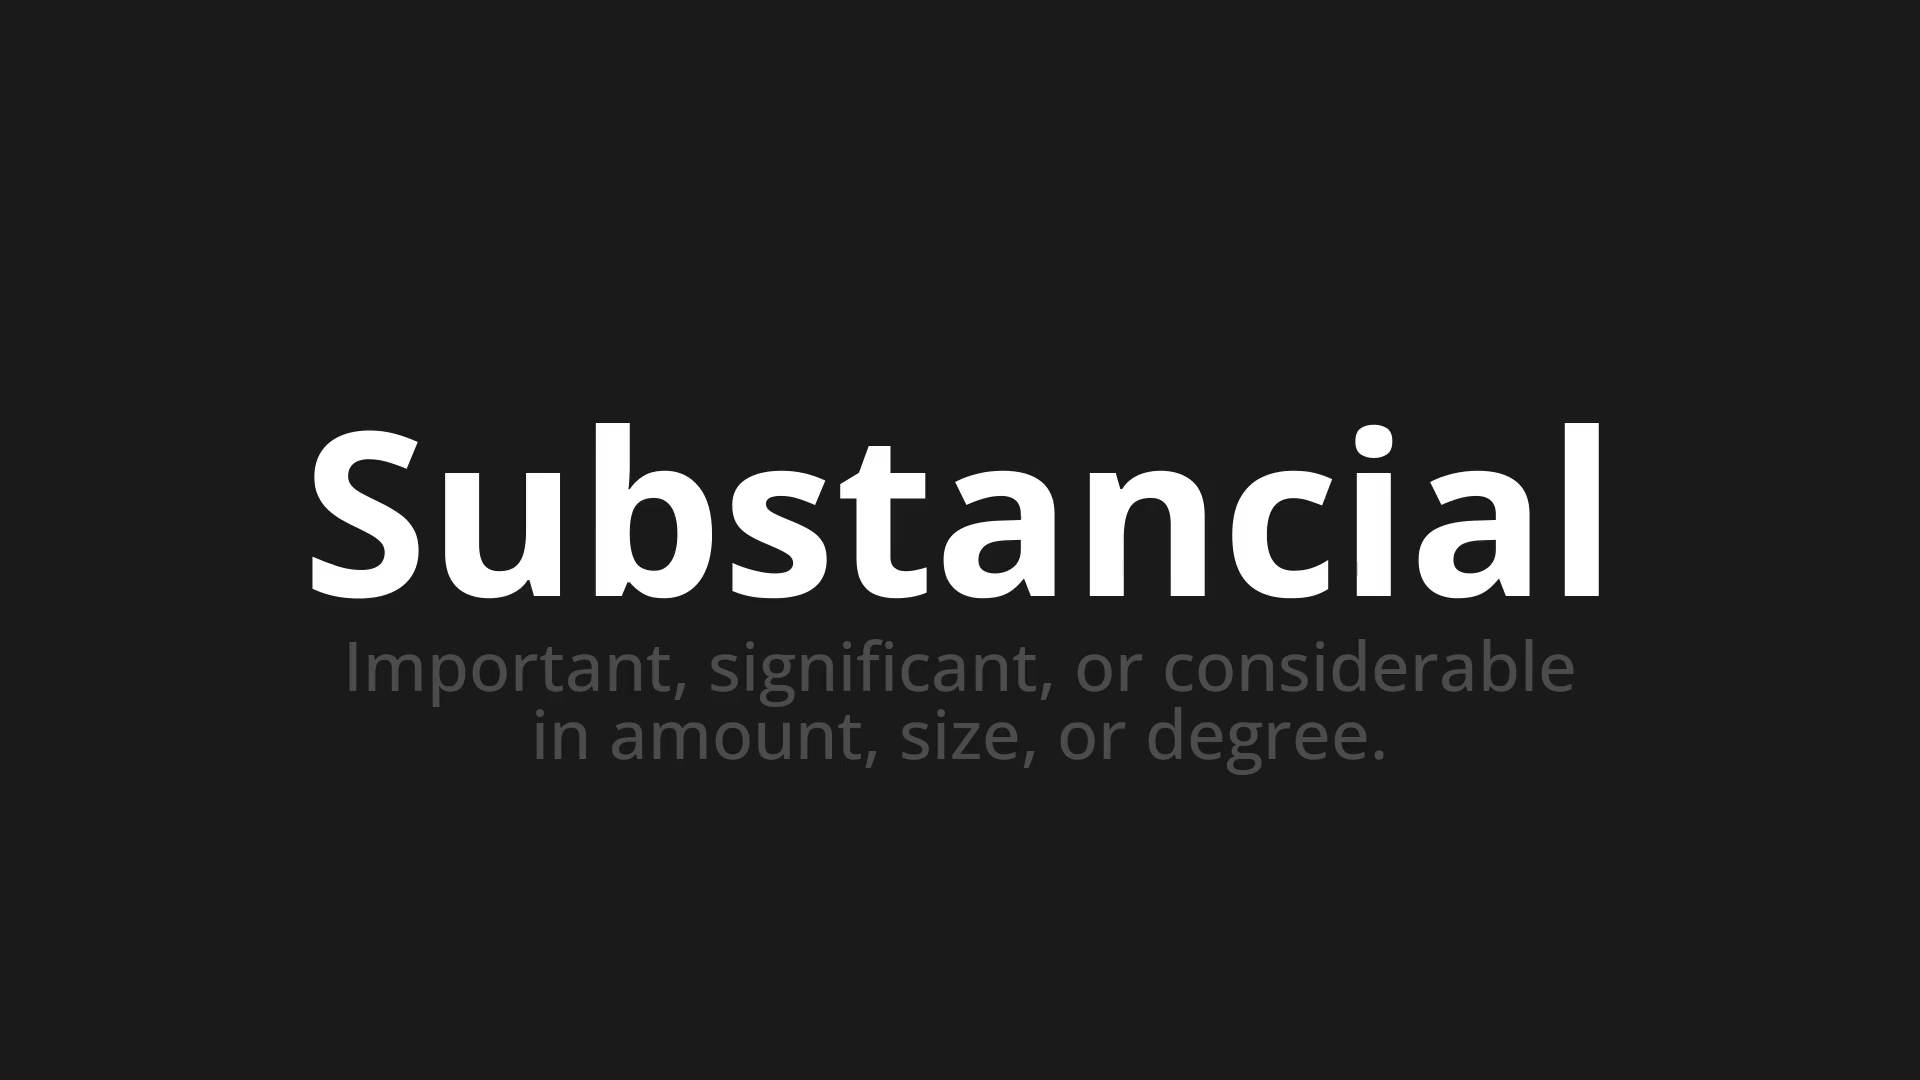 Substancial
Important, significant, or considerable
in amount, size, or degree.